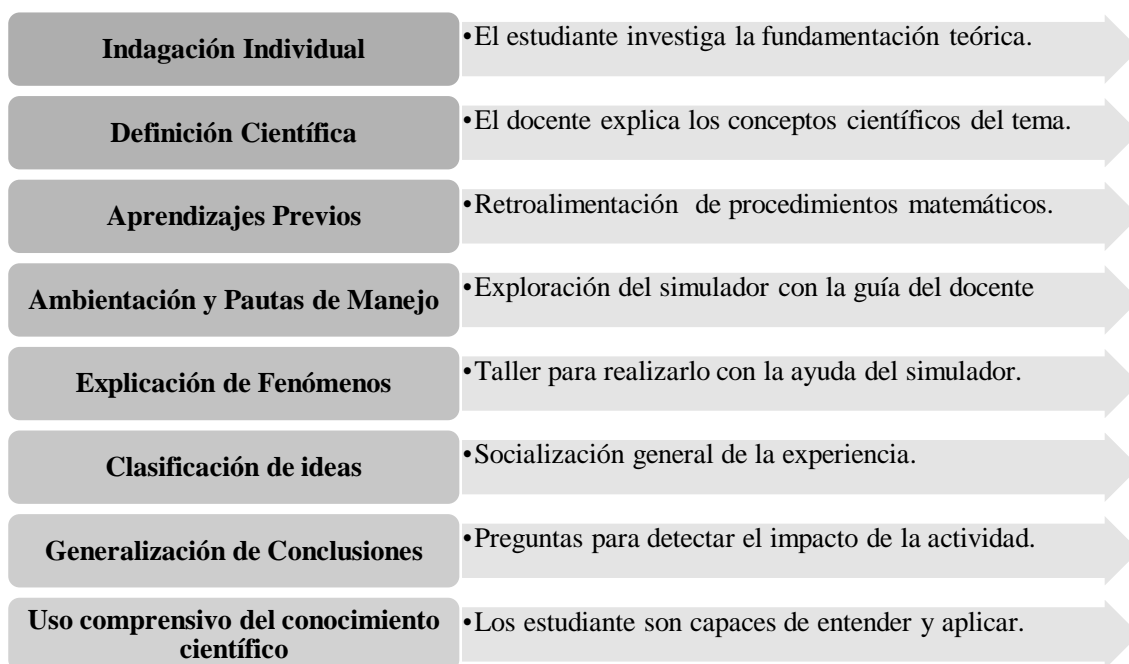 Indagación Individual
•El estudiante investiga la fundamentación teórica.
Definición Científica
•El docente explica los conceptos científicos del tema.
Aprendizajes Previos
•Retroalimentación de procedimientos matemáticos.
Ambientación y Pautas de Manejo
•Exploración del simulador con la guía del docente
Explicación de Fenómenos
•Taller para realizarlo con la ayuda del simulador.
Clasificación de ideas
•Socialización general de la experiencia.
Generalización de Conclusiones
•Preguntas para detectar el impacto de la actividad.
Uso comprensivo del conocimiento
científico
•Los estudiante son capaces de entender y aplicar.